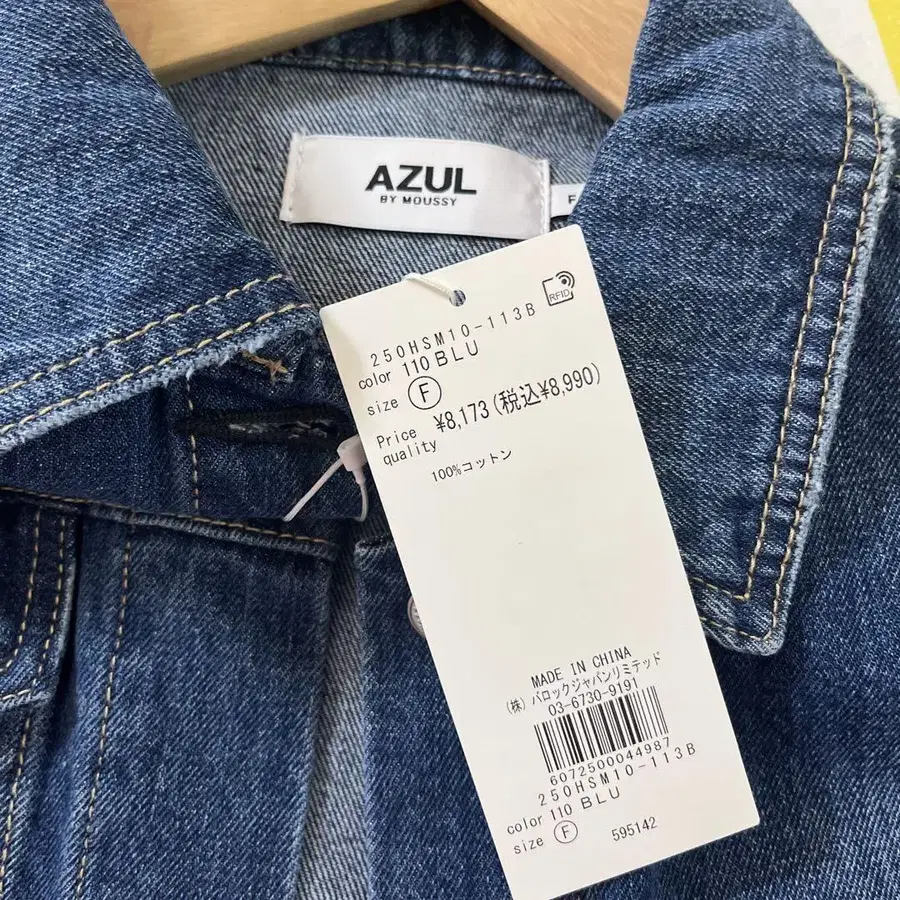 AZUL
BY MOUSSY
F
RFID
250HSM10-113B
color 110 BLU
size F
Price ¥8,173(税込¥8,990)
quality
100%コットン
MADE IN CHINA
(株)バロックジャパンリミテッド
03-6730-9191
6072500044987
250HSM10-113B
color 110 BLU
size F 595142